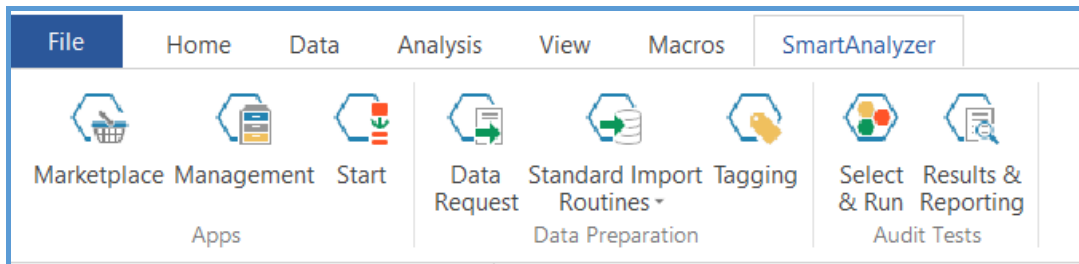 File Home Data Analysis View Macros SmartAnalyzer
Marketplace Management Start Data Standard Import Tagging Select Results &
Request Routines & Run Reporting
Apps Data Preparation Audit Tests